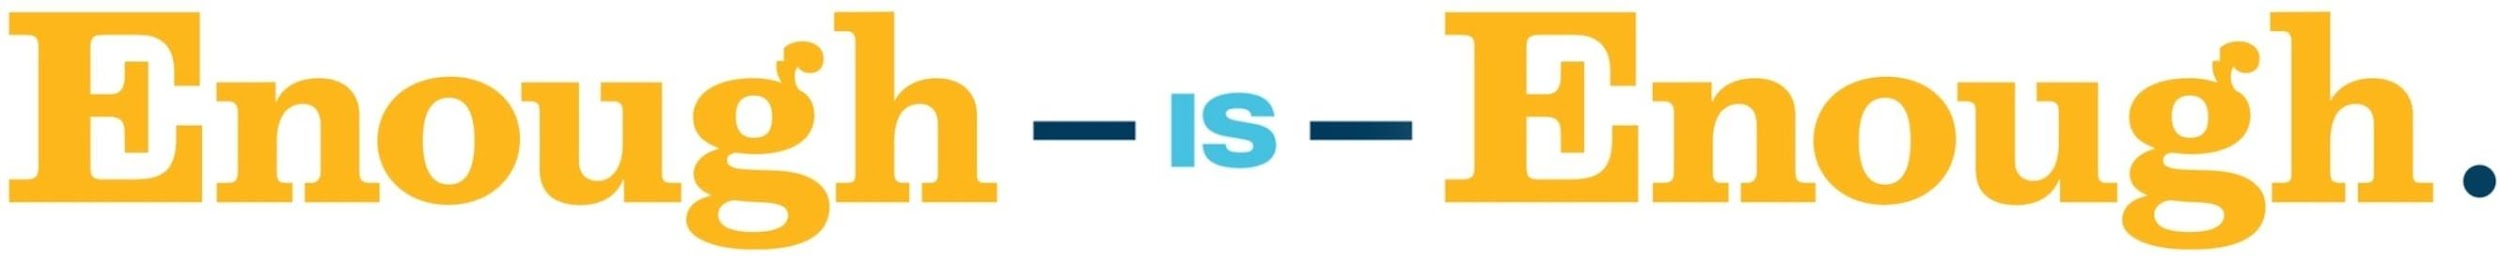 Enough — IS — Enough.